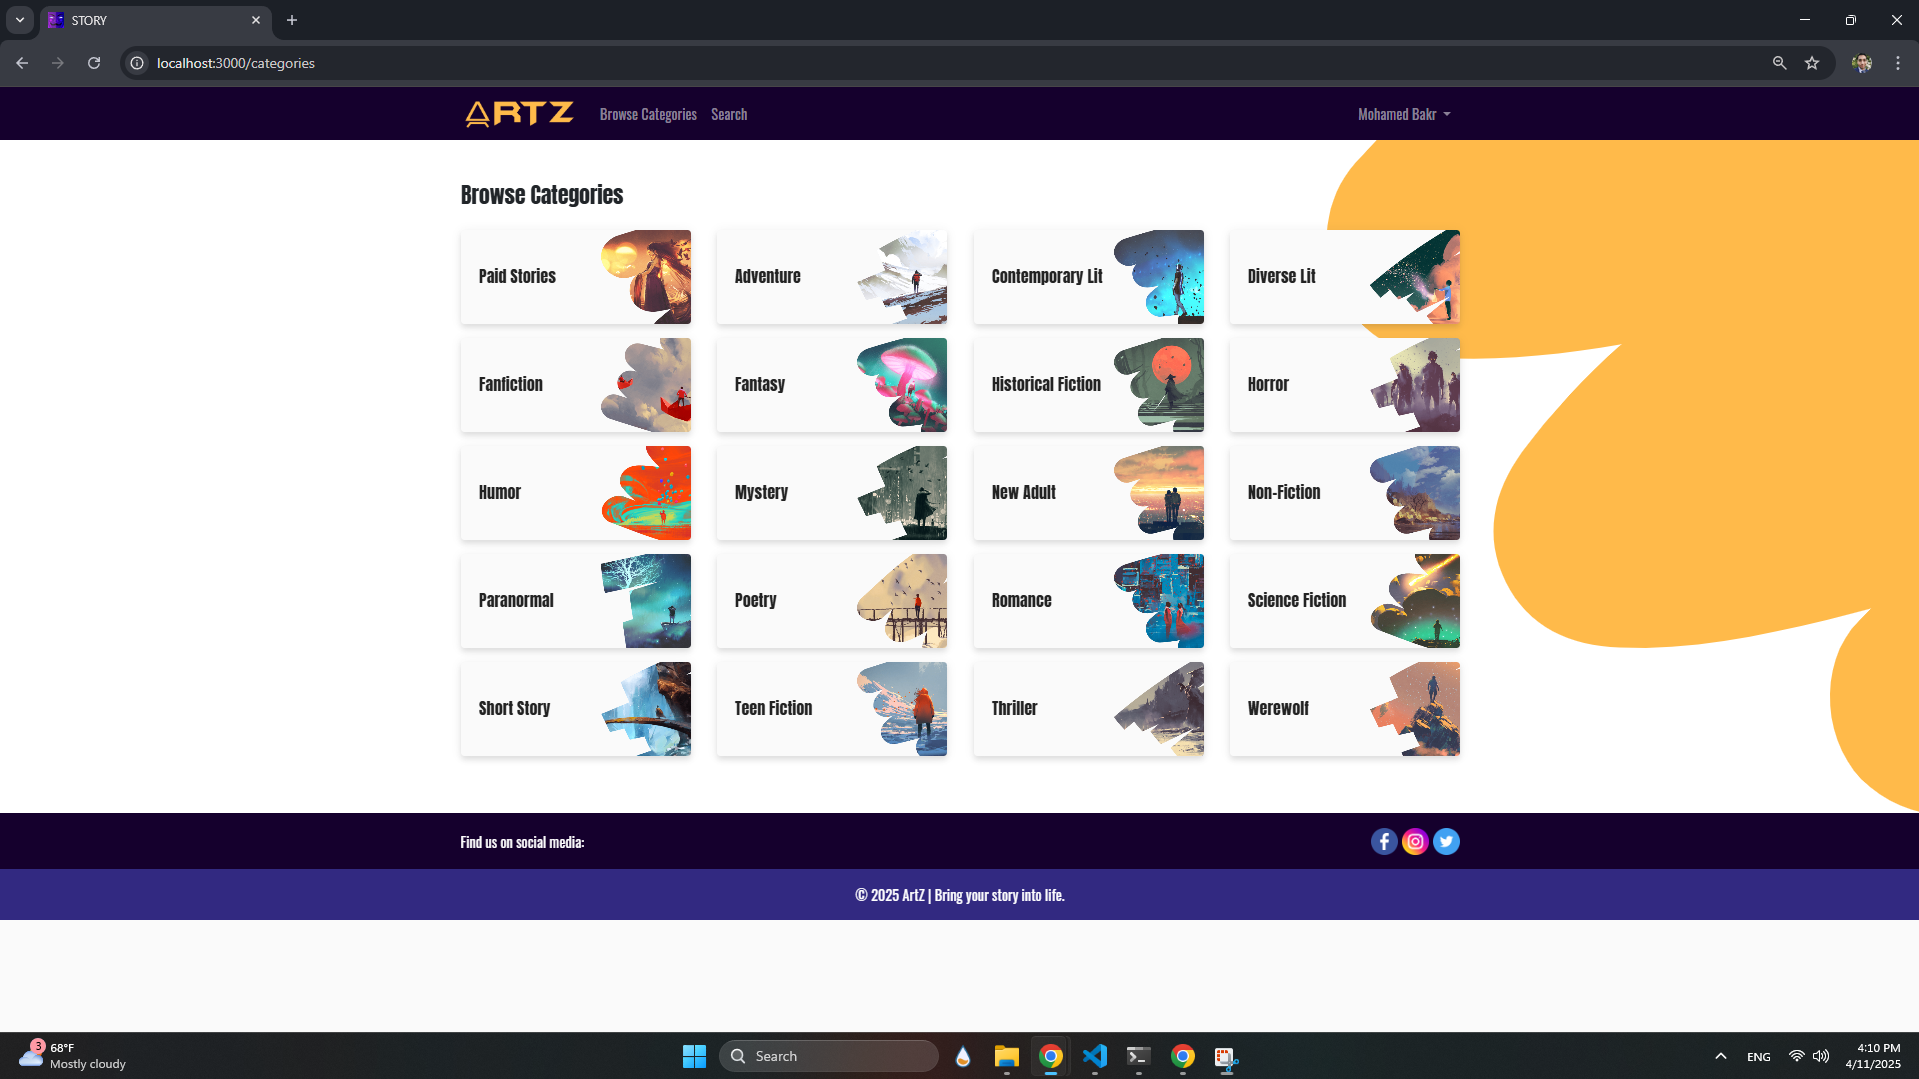 STORY
localhost:3000/categories
ARTZ
Browse Categories
Search
Mohamed Bakr
Browse Categories
Paid Stories
Adventure
Contemporary Lit
Diverse Lit
Fanfiction
Fantasy
Historical Fiction
Horror
Humor
Mystery
New Adult
Non-Fiction
Paranormal
Poetry
Romance
Science Fiction
Short Story
Teen Fiction
Thriller
Werewolf
Find us on social media:
© 2025 ArtZ | Bring your story into life.
3
68°F
Mostly cloudy
Search
ENG
4:10 PM
4/11/2025